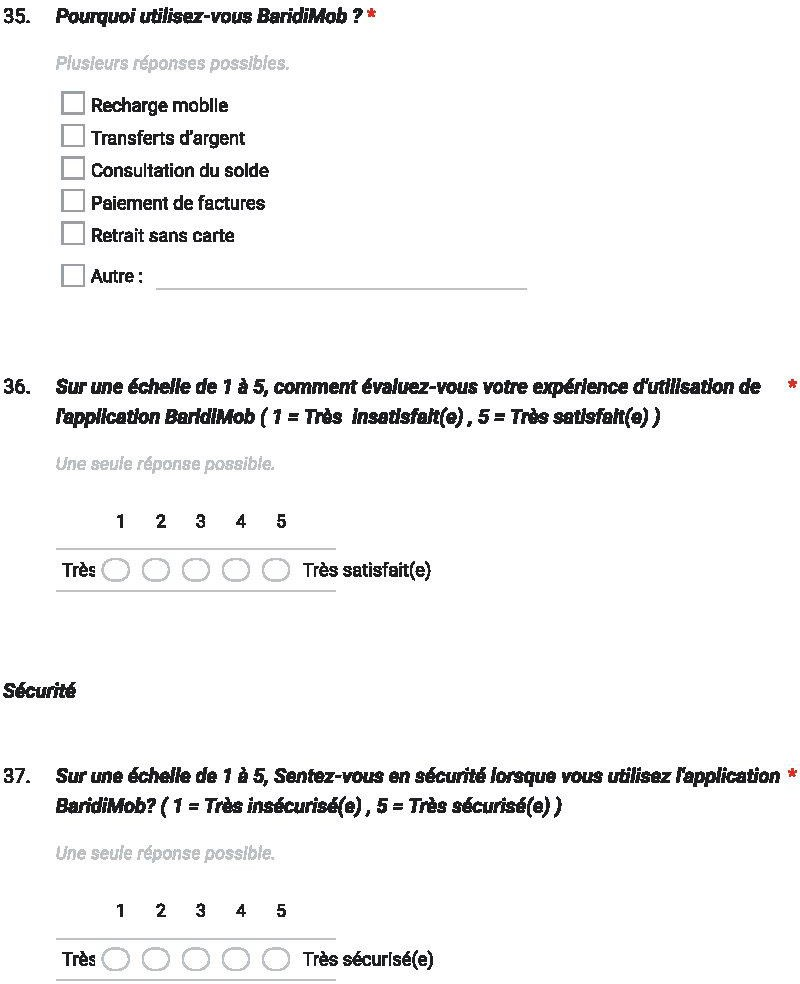 35. Pourquoi utilisez-vous BaridiMob ? *
Plusieurs réponses possibles.
Recharge mobile
Transferts d'argent
Consultation du solde
Paiement de factures
Retrait sans carte
Autre :
36. Sur une échelle de 1 à 5, comment évaluez-vous votre expérience d'utilisation de *
l'application BaridiMob ( 1 = Très insatisfait(e) , 5 = Très satisfait(e) )
Une seule réponse possible.
1 2 3 4 5
Très Très satisfait(e)
Sécurité
37. Sur une échelle de 1 à 5, Sentez-vous en sécurité lorsque vous utilisez l'application *
BaridiMob? ( 1 = Très insécurisé(e) , 5 = Très sécurisé(e) )
Une seule réponse possible.
1 2 3 4 5
Très Très sécurisé(e)